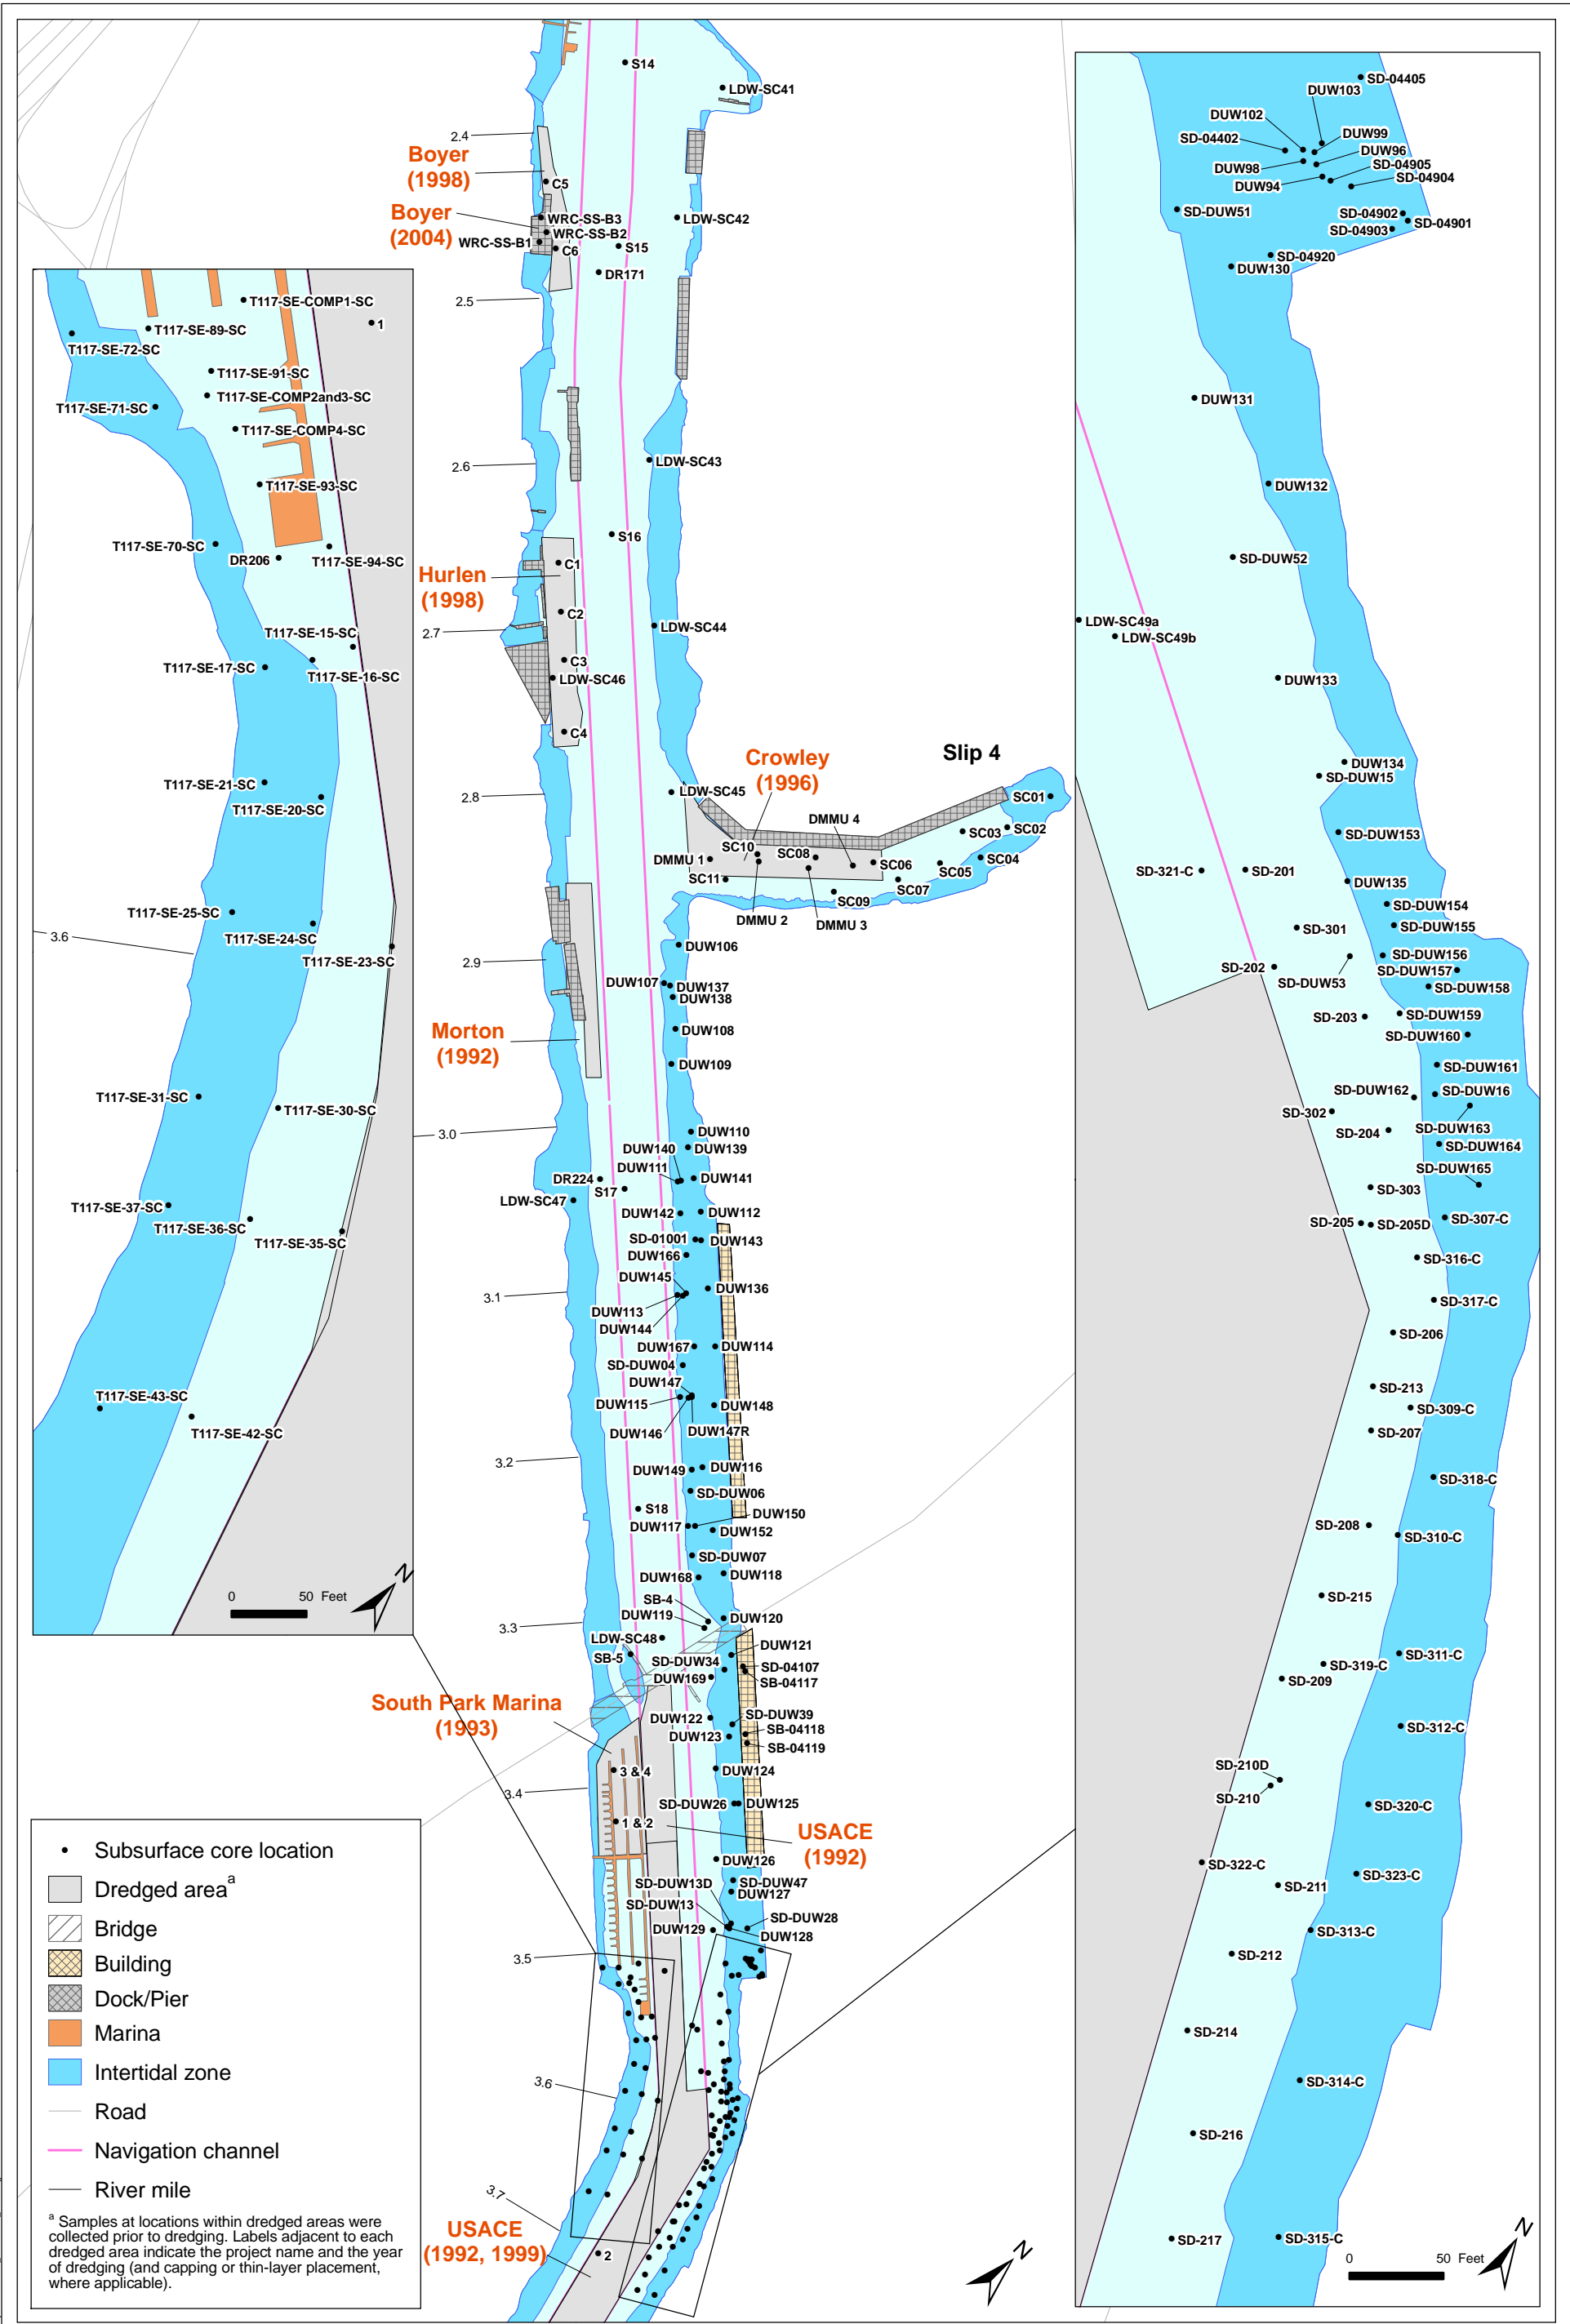 S14
LDW-SC41
2.4
Boyer
(1998)
C5
Boyer
(2004)
WRC-SS-B3
WRC-SS-B2
WRC-SS-B1
C6
LDW-SC42
S15
DR171
2.5
2.6
LDW-SC43
S16
Hurlen
(1998)
C1
C2
2.7
LDW-SC44
C3
LDW-SC46
C4
Slip 4
Crowley
(1996)
2.8
LDW-SC45
SC01
DMMU 4
SC03
SC02
SC10
SC08
DMMU 1
SC06
SC04
SC05
SC11
SC07
SC09
DMMU 2
DMMU 3
DUW106
2.9
DUW107
DUW137
DUW138
Morton
(1992)
DUW108
DUW109
3.0
DUW110
DUW140
DUW139
DUW111
DR224
DUW141
S17
LDW-SC47
DUW142
DUW112
SD-01001
DUW143
DUW166
DUW145
DUW136
3.1
DUW113
DUW144
DUW167
DUW114
SD-DUW04
DUW147
DUW115
DUW148
DUW146
DUW147R
3.2
DUW149
DUW116
SD-DUW06
S18
DUW150
DUW117
DUW152
SD-DUW07
DUW168
DUW118
SB-4
DUW119
DUW120
3.3
LDW-SC48
DUW121
SB-5
SD-DUW34
SD-04107
DUW169
SB-04117
South Park Marina
(1993)
DUW122
SD-DUW39
DUW123
SB-04118
SB-04119
3 & 4
DUW124
3.4
SD-DUW26
DUW125
1 & 2
USACE
(1992)
DUW126
SD-DUW13D
SD-DUW47
DUW127
SD-DUW13
SD-DUW28
DUW129
DUW128
3.5
3.6
3.7
USACE
(1992, 1999)
2
N
T117-SE-COMP1-SC
1
T117-SE-89-SC
T117-SE-72-SC
T117-SE-91-SC
T117-SE-COMP2and3-SC
T117-SE-71-SC
T117-SE-COMP4-SC
T117-SE-93-SC
T117-SE-70-SC
DR206
T117-SE-94-SC
T117-SE-15-SC
T117-SE-17-SC
T117-SE-16-SC
T117-SE-21-SC
T117-SE-20-SC
T117-SE-25-SC
T117-SE-24-SC
3.6
T117-SE-23-SC
T117-SE-31-SC
T117-SE-30-SC
T117-SE-37-SC
T117-SE-36-SC
T117-SE-35-SC
T117-SE-43-SC
T117-SE-42-SC
0 50 Feet
N
SD-04405
DUW103
DUW102
SD-04402
DUW99
DUW96
DUW98
SD-04905
DUW94
SD-04904
SD-DUW51
SD-04902
SD-04901
SD-04903
SD-04920
DUW130
DUW131
DUW132
SD-DUW52
LDW-SC49a
LDW-SC49b
DUW133
DUW134
SD-DUW15
SD-DUW153
SD-321-C
SD-201
DUW135
SD-DUW154
SD-301
SD-DUW155
SD-202
SD-DUW156
SD-DUW53
SD-DUW157
SD-DUW158
SD-203
SD-DUW159
SD-DUW160
SD-DUW161
SD-DUW162
SD-DUW16
SD-302
SD-204
SD-DUW163
SD-DUW164
SD-DUW165
SD-303
SD-205
SD-205D
SD-307-C
SD-316-C
SD-317-C
SD-206
SD-213
SD-309-C
SD-207
SD-318-C
SD-208
SD-310-C
SD-215
SD-311-C
SD-319-C
SD-209
SD-312-C
SD-210D
SD-210
SD-320-C
SD-322-C
SD-323-C
SD-211
SD-313-C
SD-212
SD-214
SD-314-C
SD-216
SD-217
SD-315-C
0 50 Feet
N
Subsurface core location
Dredged area a
Bridge
Building
Dock/Pier
Marina
Intertidal zone
Road
Navigation channel
River mile
a Samples at locations within dredged areas were
collected prior to dredging. Labels adjacent to each
dredged area indicate the project name and the year
of dredging (and capping or thin-layer placement,
where applicable).